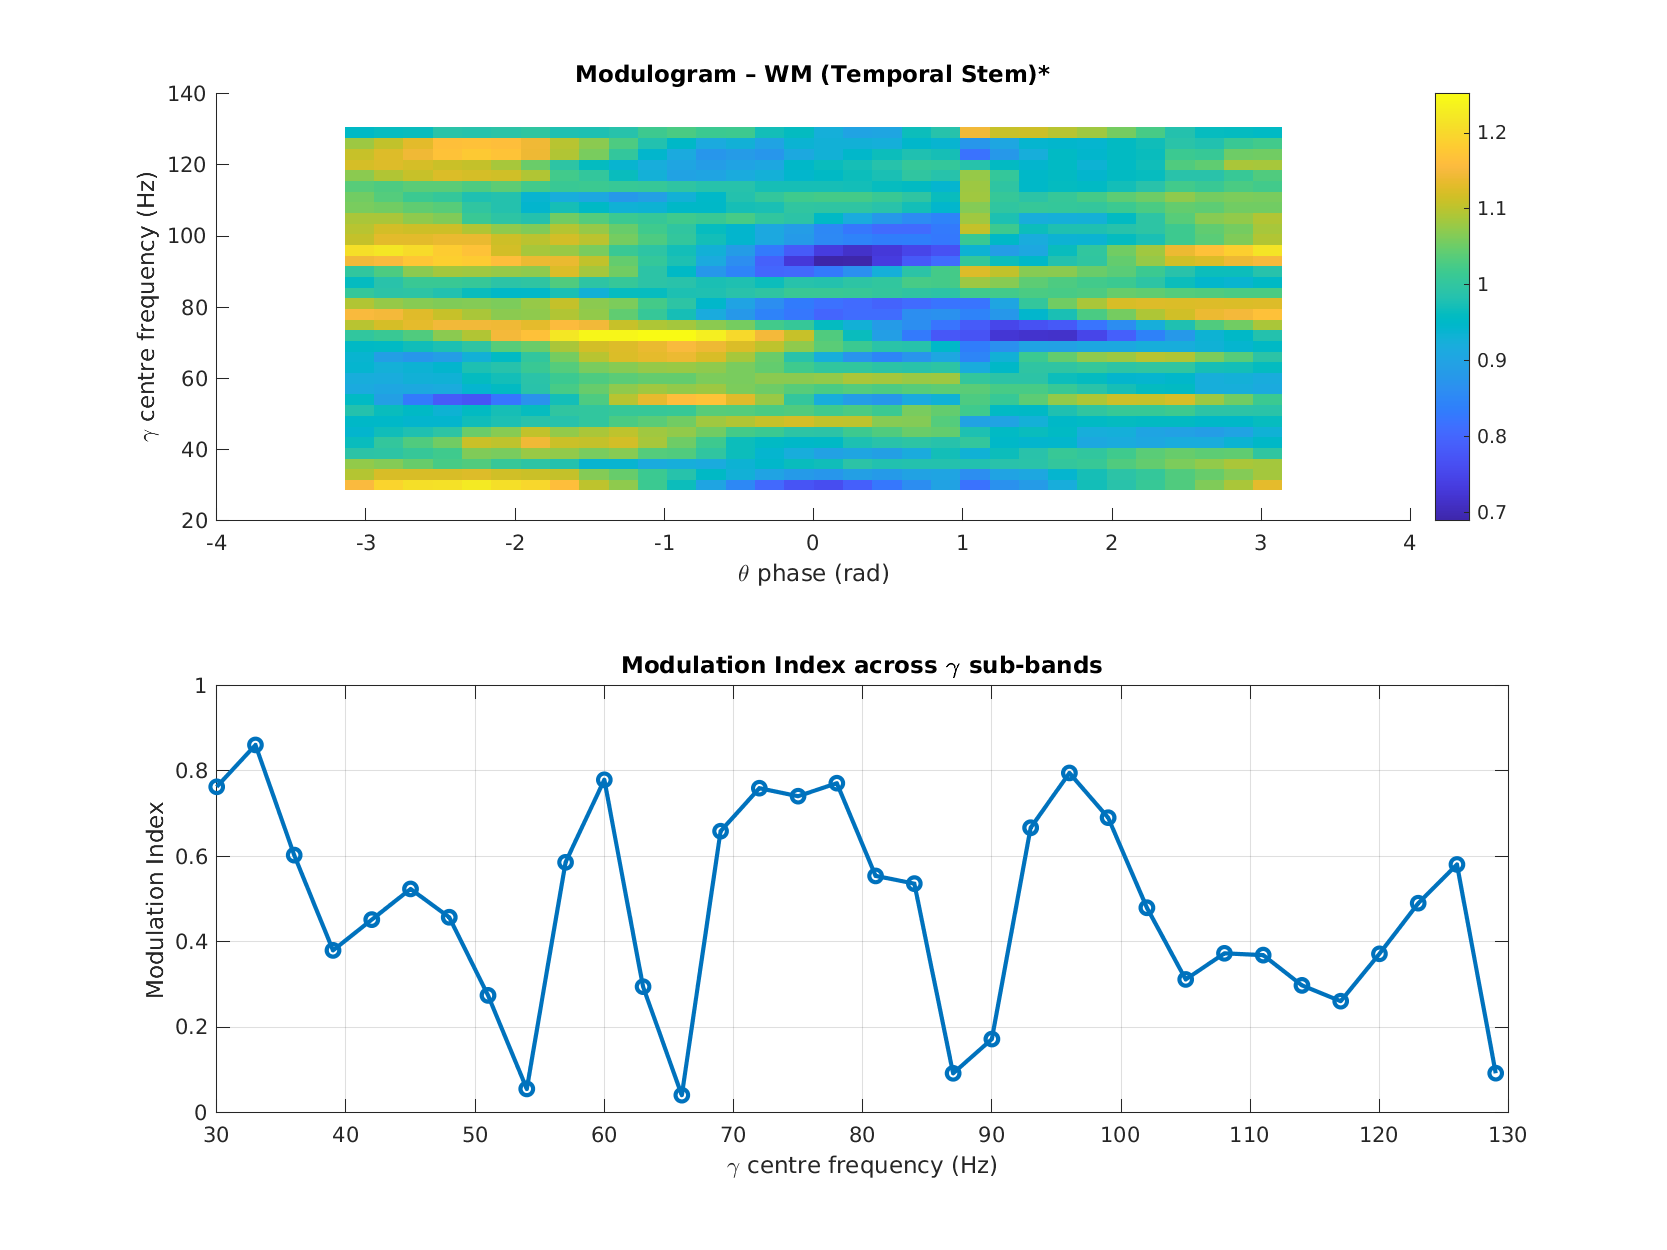 Modulogram – WM (Temporal Stem)*
140
120
100
80
60
40
20
γ centre frequency (Hz)
-4 -3 -2 -1 0 1 2 3 4
θ phase (rad)
1.2
1.1
1
0.9
0.8
0.7
Modulation Index across γ sub-bands
1
0.8
0.6
0.4
0.2
0
Modulation Index
30 40 50 60 70 80 90 100 110 120 130
γ centre frequency (Hz)